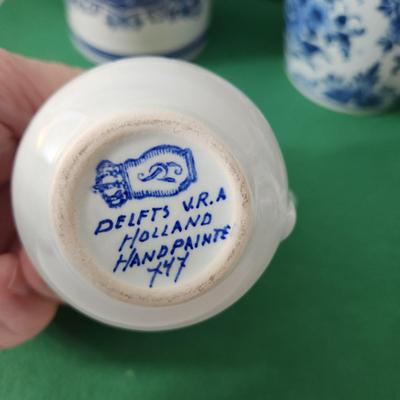 DELFTS V.R.A
HOLLAND
HANDPAINTE
747